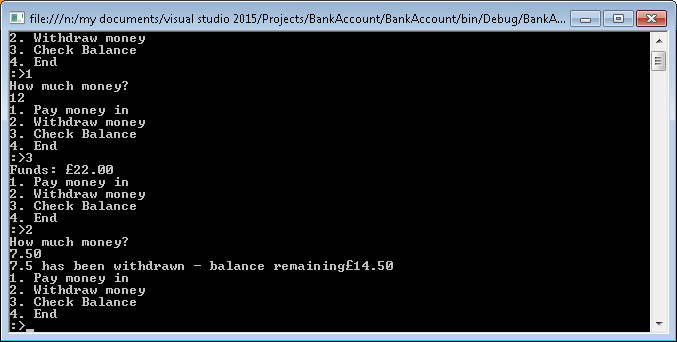 file:///n:/my documents/visual studio 2015/Projects/BankAccount/BankAccount/bin/Debug/BankA...
2. Withdraw money
3. Check Balance
4. End
:>1
How much money?
12
1. Pay money in
2. Withdraw money
3. Check Balance
4. End
:>3
Funds: £22.00
1. Pay money in
2. Withdraw money
3. Check Balance
4. End
:>2
How much money?
7.50
7.5 has been withdrawn - balance remaining£14.50
1. Pay money in
2. Withdraw money
3. Check Balance
4. End
:>_